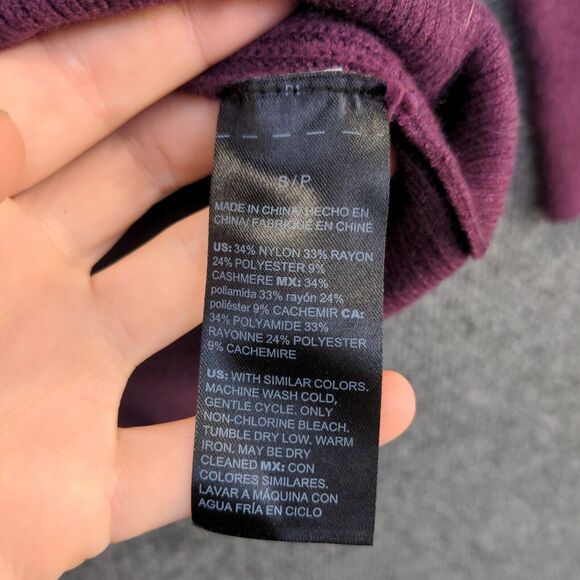 S/P
MADE IN CHINA/ HECHO EN
CHINA/ FABRIQUE EN CHINE
US: 34% NYLON 33% RAYON
24% POLYESTER 9%
CASHMERE MX: 34%
poliamida 33% rayón 24%
poliéster 9% CACHEMIR CA:
34% POLYAMIDE 33%
RAYONNE 24% POLYESTER
9% CACHEMIRE
US: WITH SIMILAR COLORS.
MACHINE WASH COLD,
GENTLE CYCLE. ONLY
NON-CHLORINE BLEACH.
TUMBLE DRY LOW. WARM
IRON. MAY BE DRY
CLEANED MX: CON
COLORES SIMILARES.
LAVAR A MÁQUINA CON
AGUA FRÍA EN CICLO